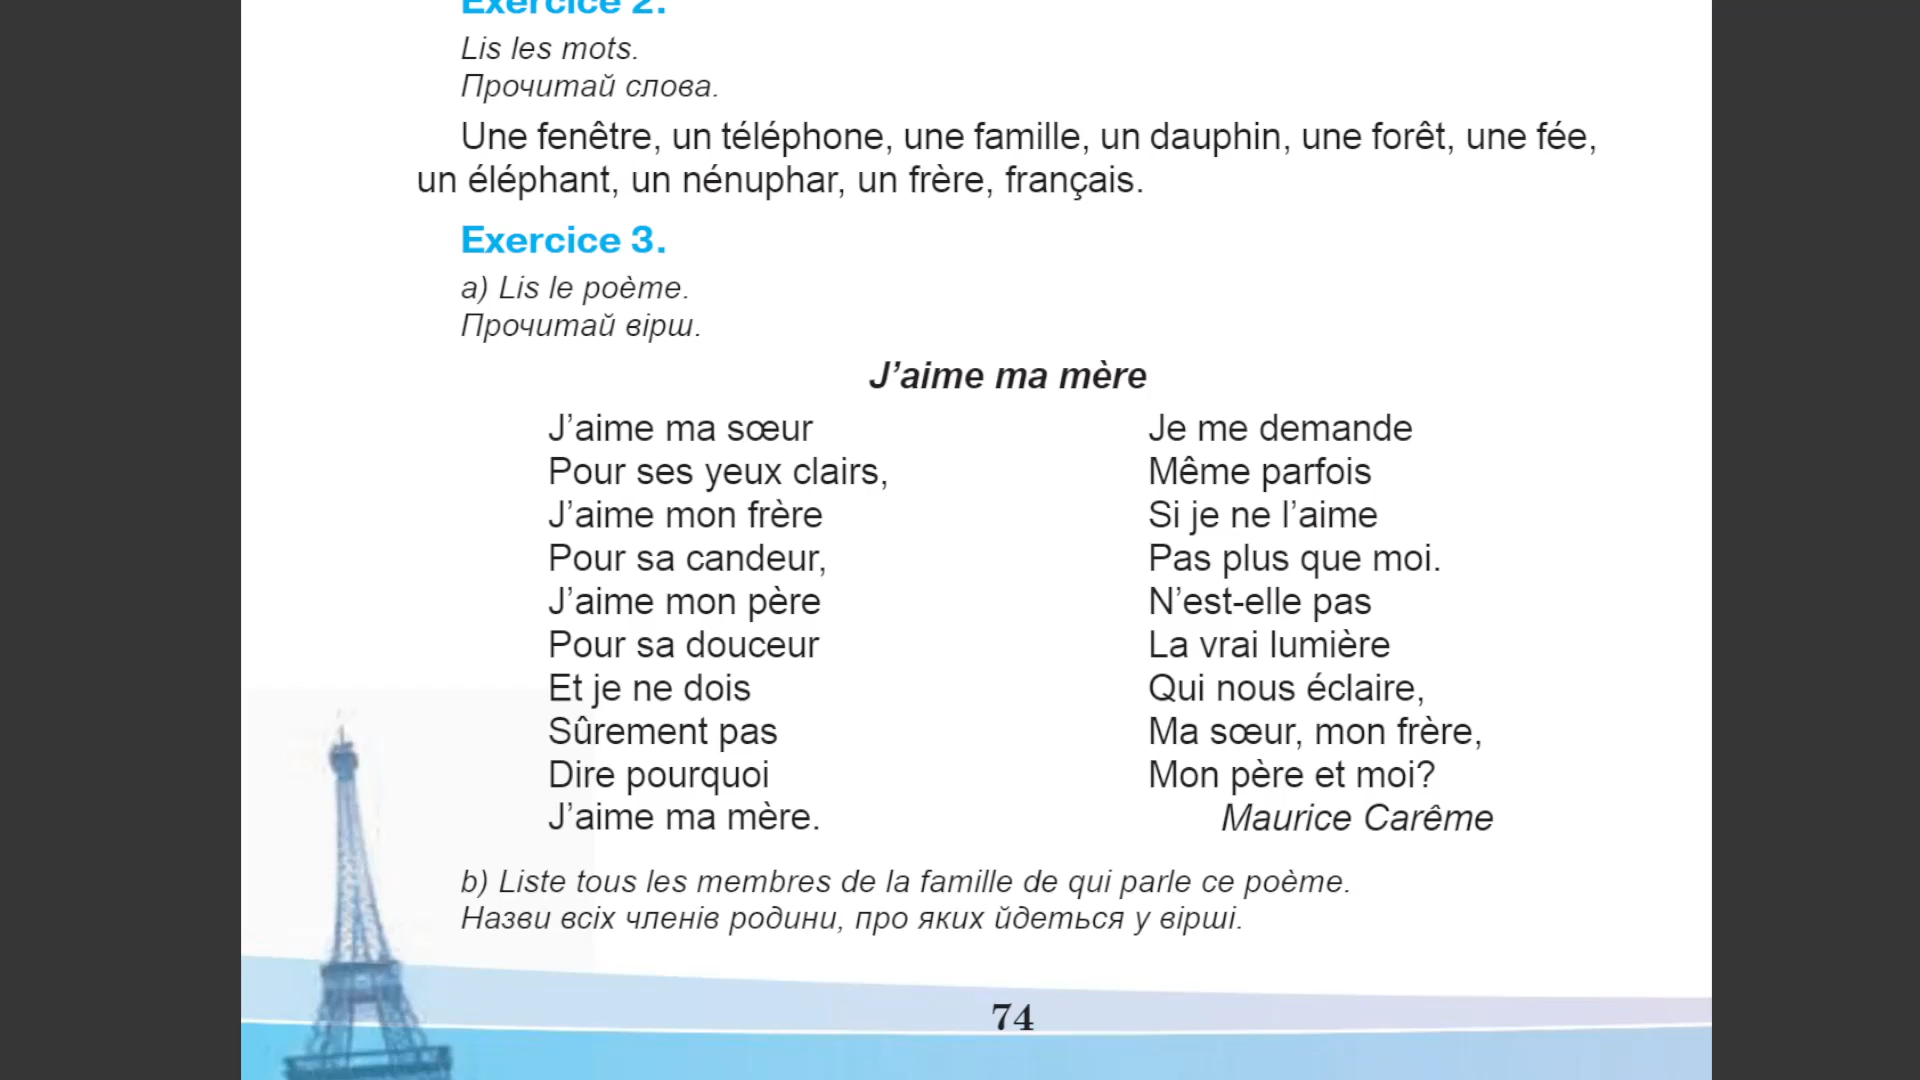 Exercice 2.
Lis les mots.
Прочитай слова.
Une fenêtre, un téléphone, une famille, un dauphin, une forêt, une fée,
un éléphant, un nénuphar, un frère, français.
Exercice 3.
a) Lis le poème.
Прочитай вірш.
J’aime ma mère
J’aime ma sœur
Pour ses yeux clairs,
J’aime mon frère
Pour sa candeur,
J’aime mon père
Pour sa douceur
Et je ne dois
Sûrement pas
Dire pourquoi
J’aime ma mère.
Je me demande
Même parfois
Si je ne l’aime
Pas plus que moi.
N’est-elle pas
La vrai lumière
Qui nous éclaire,
Ma sœur, mon frère,
Mon père et moi?
Maurice Carême
b) Liste tous les membres de la famille de qui parle ce poème.
Назви всіх членів родини, про яких йдеться у вірші.
74